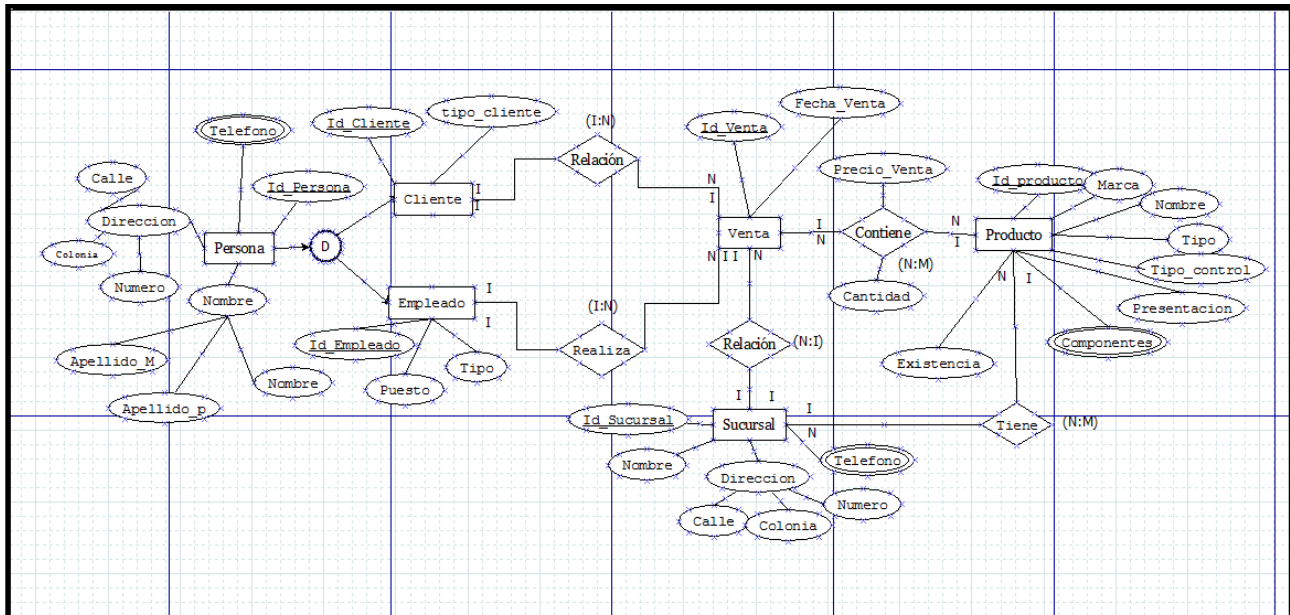 Fecha_Venta
tipo_cliente
Id_Cliente
(I:N)
Id_Venta
Telefono
Relación
Calle
Id_Persona
Precio_Venta
Id_producto
Marca
Cliente
I
I
N
I
Nombre
Direccion
Persona
D
Venta
I
N
Contiene
N
I
Producto
Tipo
Colonia
N
I
I
N
(N:M)
Tipo_control
Numero
Nombre
Empleado
I
I
(I:N)
Cantidad
N
I
Presentacion
Id_Empleado
Realiza
Relación
(N:I)
Componentes
Apellido_M
Tipo
Existencia
Nombre
Puesto
Apellido_p
I
I
Id_Sucursal
Sucursal
I
N
Tiene
(N:M)
Nombre
Telefono
Direccion
Numero
Calle
Colonia